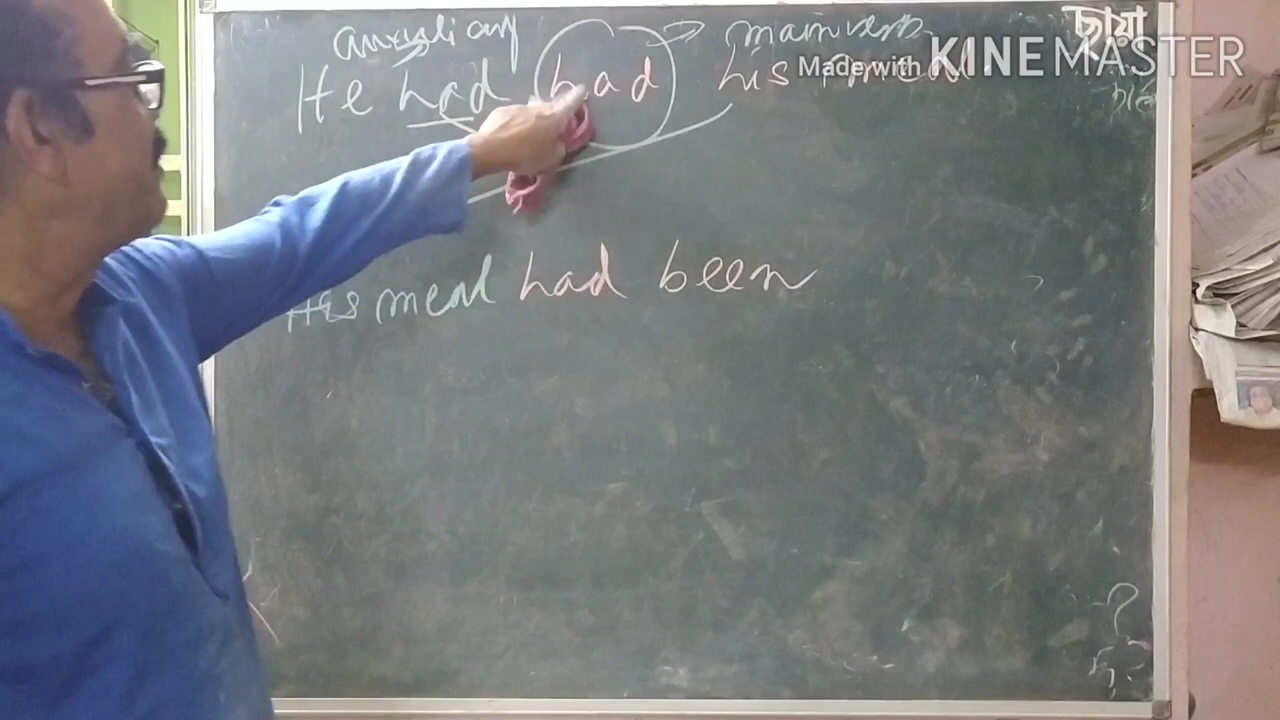 auxiliary main verb
He had had his meal
His meal had been
Made with KINEMASTER
ছায়া